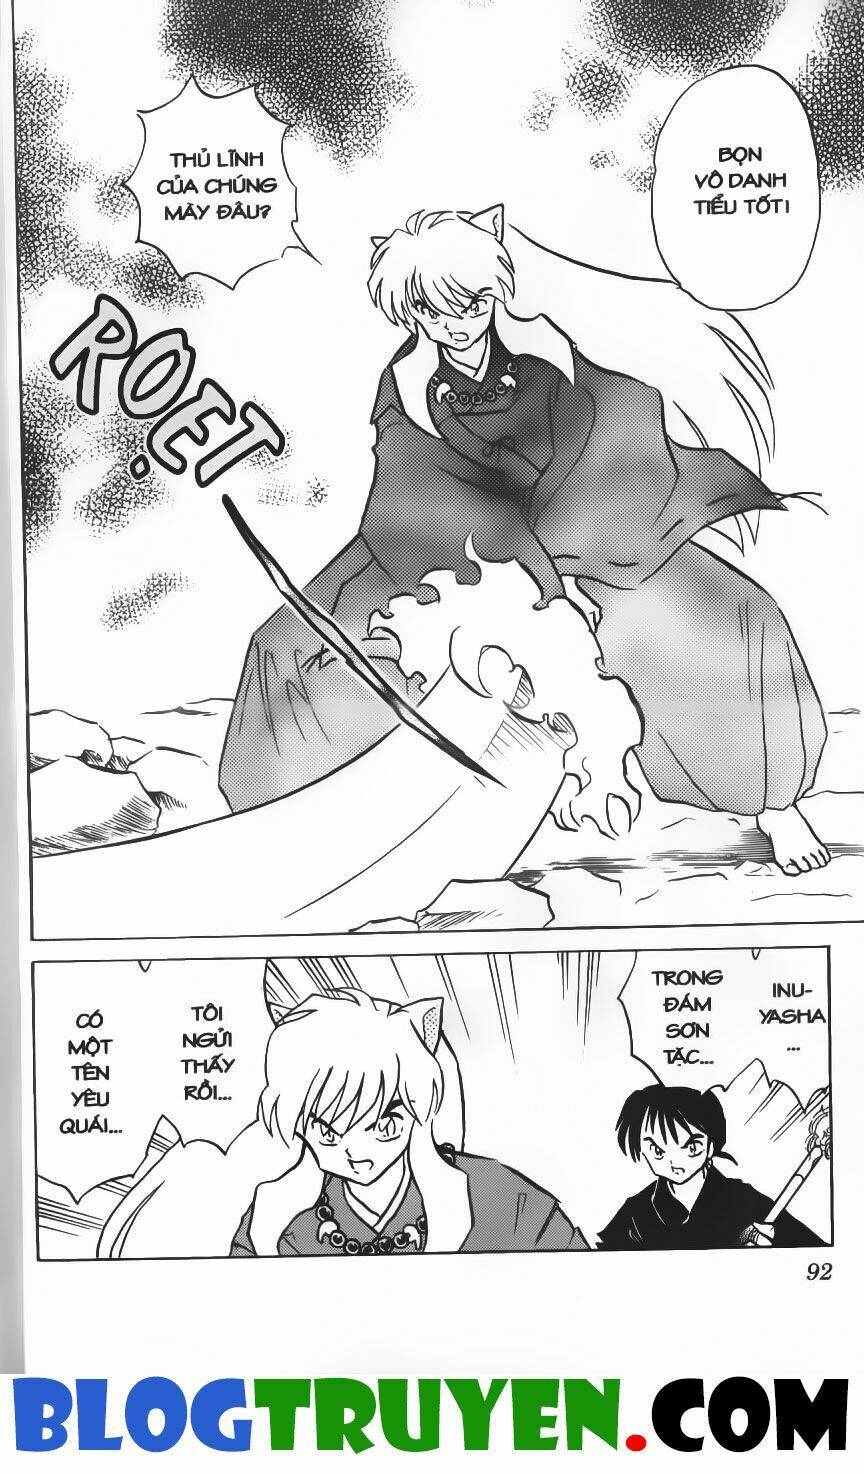 BỌN
VÔ DANH
TIỂU TỐT!
THỦ LĨNH
CỦA CHÚNG
MÀY ĐÂU?
RỌET
INU-
YASHA
...
TRONG
ĐÁM
SƠN
TẶC...
TÔI
NGỬI
THẤY
RỒI...
CÓ
MỘT
TÊN
YÊU
QUÁI...
92
BLOGTRUYEN.COM